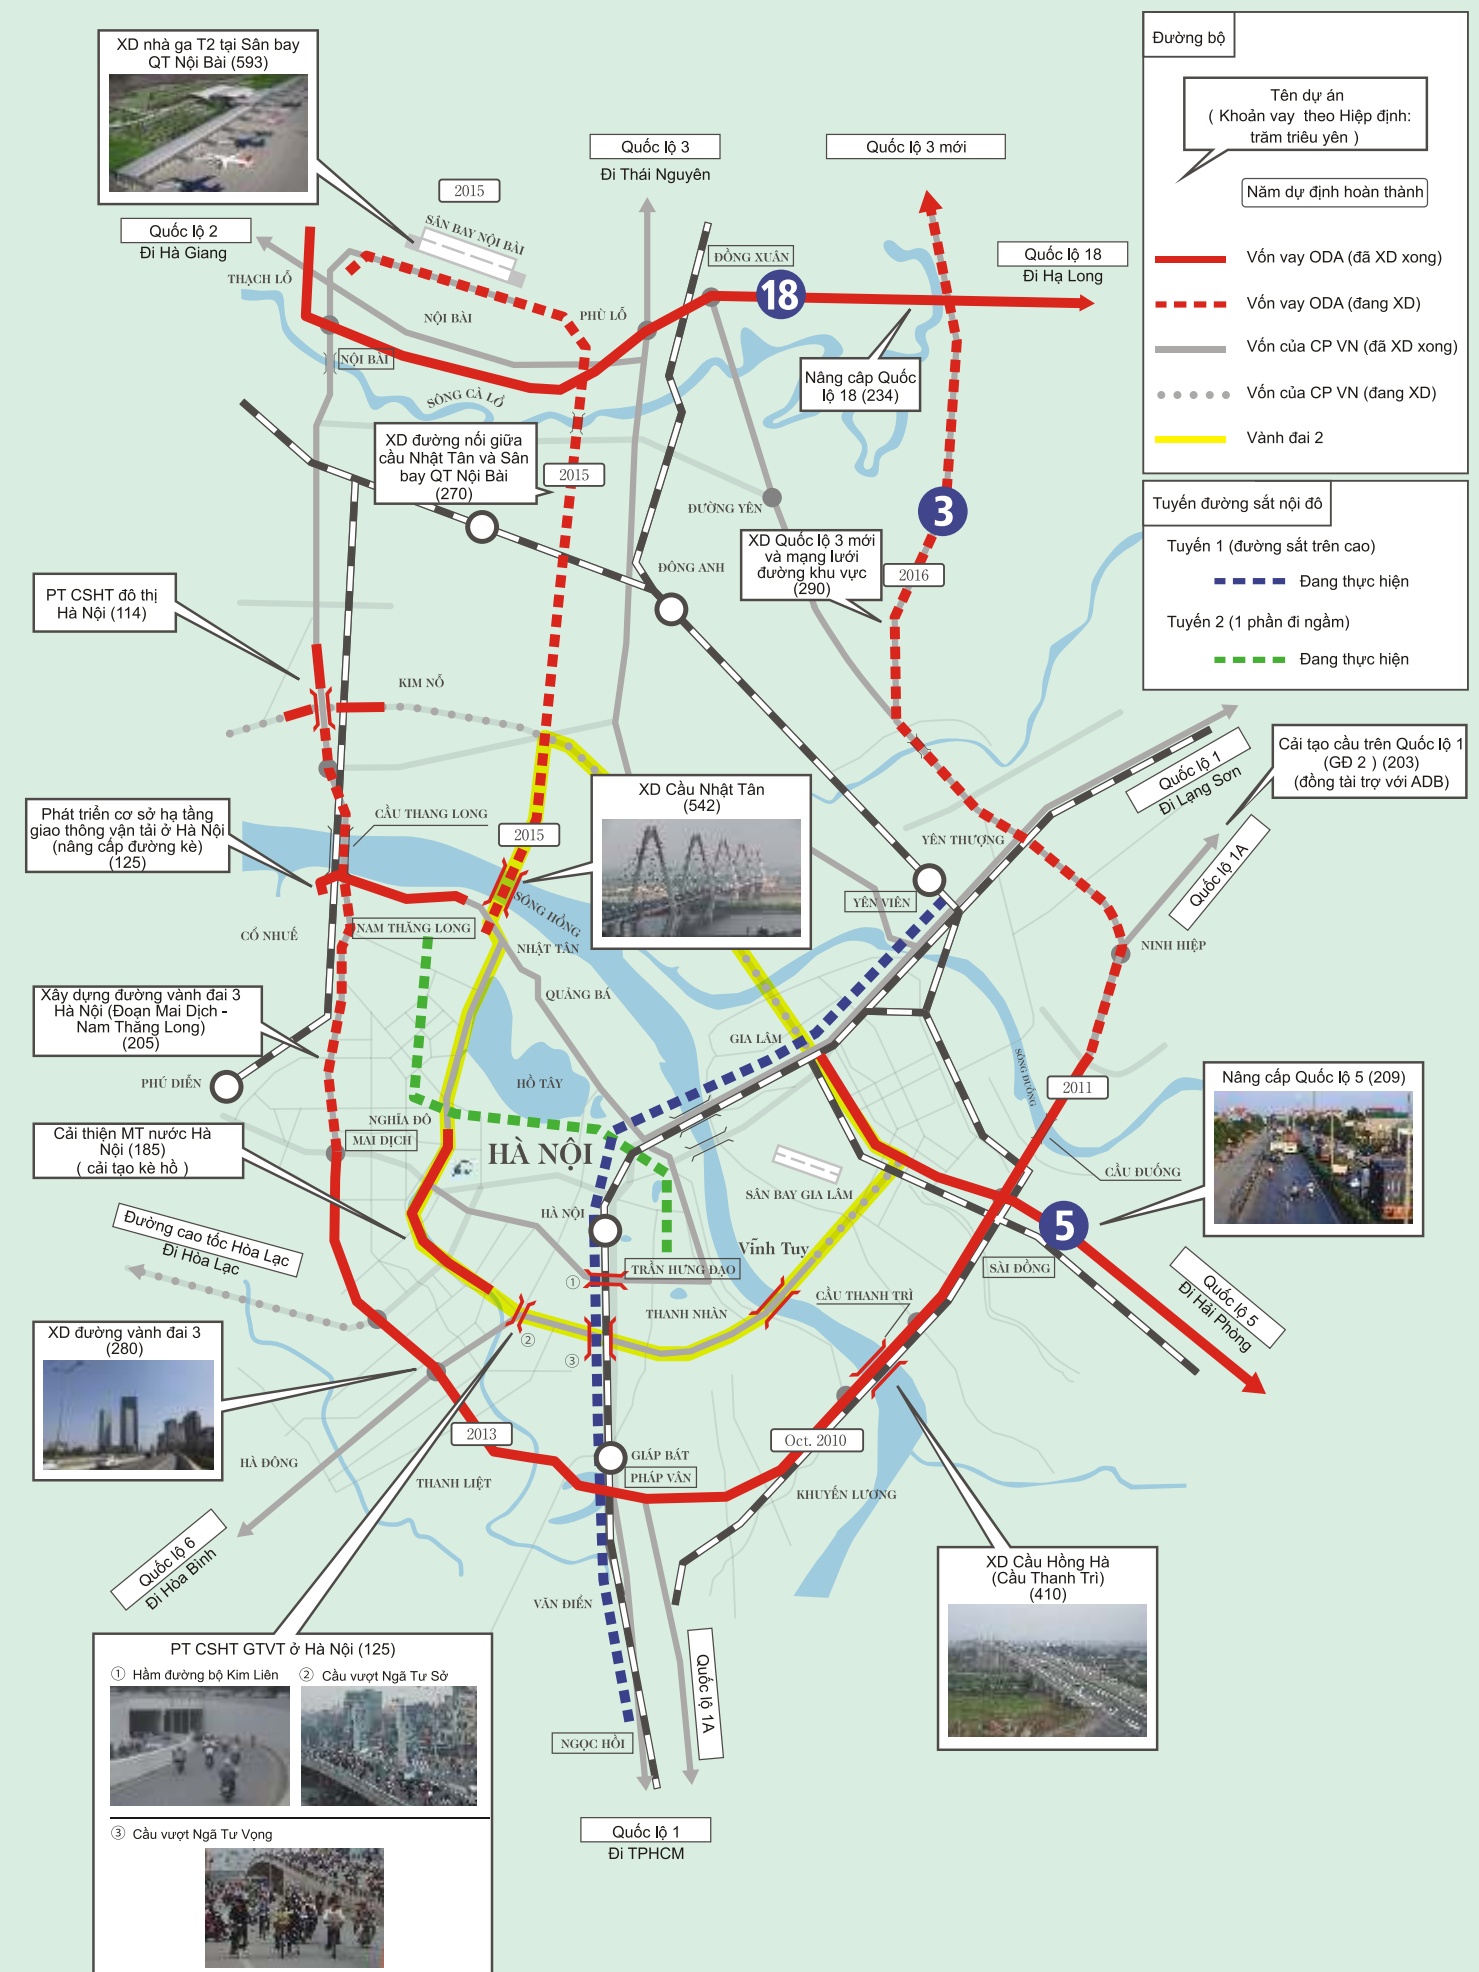 XD nhà ga T2 tại Sân bay
QT Nội Bài (593)
Đường bộ
Tên dự án
( Khoản vay theo Hiệp định:
trăm triêu yên )
Năm dự định hoàn thành
Vốn vay ODA (đã XD xong)
Vốn vay ODA (đang XD)
Vốn của CP VN (đã XD xong)
Vốn của CP VN (đang XD)
Vành đai 2
Tuyến đường sắt nội đô
Tuyến 1 (đường sắt trên cao)
Đang thực hiện
Tuyến 2 (1 phần đi ngầm)
Đang thực hiện
Quốc lộ 3
Đi Thái Nguyên
Quốc lộ 3 mới
2015
SÂN BAY NỘI BÀI
Quốc lộ 2
Đi Hà Giang
THẠCH LỖ
ĐỒNG XUÂN
18
Quốc lộ 18
Đi Hạ Long
NỘI BÀI
PHÙ LỖ
NỘI BÀI
SÔNG CÀ LỒ
Nâng câp Quốc
lộ 18 (234)
XD đường nối giữa
cầu Nhật Tân và Sân
bay QT Nội Bài
(270)
2015
ĐƯỜNG YÊN
3
XD Quốc lộ 3 mới
và mạng lưới
đường khu vực
(290)
2016
ĐÔNG ANH
PT CSHT đô thị
Hà Nội (114)
KIM NỖ
Quốc lộ 1
Đi Lạng Sơn
Cải tạo cầu trên Quốc lộ 1
(GĐ 2 ) (203)
(đồng tài trợ với ADB)
Quốc lộ 1A
XD Cầu Nhật Tân
(542)
Phát triển cơ sở hạ tầng
giao thông vận tải ở Hà Nội
(nâng cấp đường kè)
(125)
CẦU THANG LONG
2015
YÊN THƯỢNG
YÊN VIÊN
SÔNG HỒNG
CỔ NHUẾ
NAM THĂNG LONG
NHẬT TÂN
NINH HIỆP
QUẢNG BÁ
Xây dựng đường vành đai 3
Hà Nội (Đoạn Mai Dịch -
Nam Thăng Long)
(205)
GIA LÂM
SÔNG ĐUỐNG
PHÚ DIỄN
HỒ TÂY
2011
Nâng cấp Quốc lộ 5 (209)
NGHĨA ĐÔ
MAI DỊCH
Cải thiện MT nước Hà
Nội (185)
( cải tạo kè hồ )
HÀ NỘI
CẦU ĐUỐNG
SÂN BAY GIA LÂM
HÀ NỘI
5
Đường cao tốc Hòa Lạc
Đi Hòa Lạc
Vĩnh Tuy
TRẦN HƯNG ĐẠO
①
SÀI ĐỒNG
Quốc lộ 5
Đi Hải Phòng
CẦU THANH TRÌ
THANH NHÀN
XD đường vành đai 3
(280)
②
③
2013
Oct. 2010
HÀ ĐÔNG
GIÁP BÁT
PHÁP VÂN
THANH LIỆT
KHUYẾN LƯƠNG
Quốc lộ 6
Đi Hòa Bình
VĂN ĐIỂN
XD Cầu Hồng Hà
(Cầu Thanh Trì)
(410)
PT CSHT GTVT ở Hà Nội (125)
① Hầm đường bộ Kim Liên
② Cầu vượt Ngã Tư Sở
③ Cầu vượt Ngã Tư Vọng
Quốc lộ 1A
NGỌC HỒI
Quốc lộ 1
Đi TPHCM